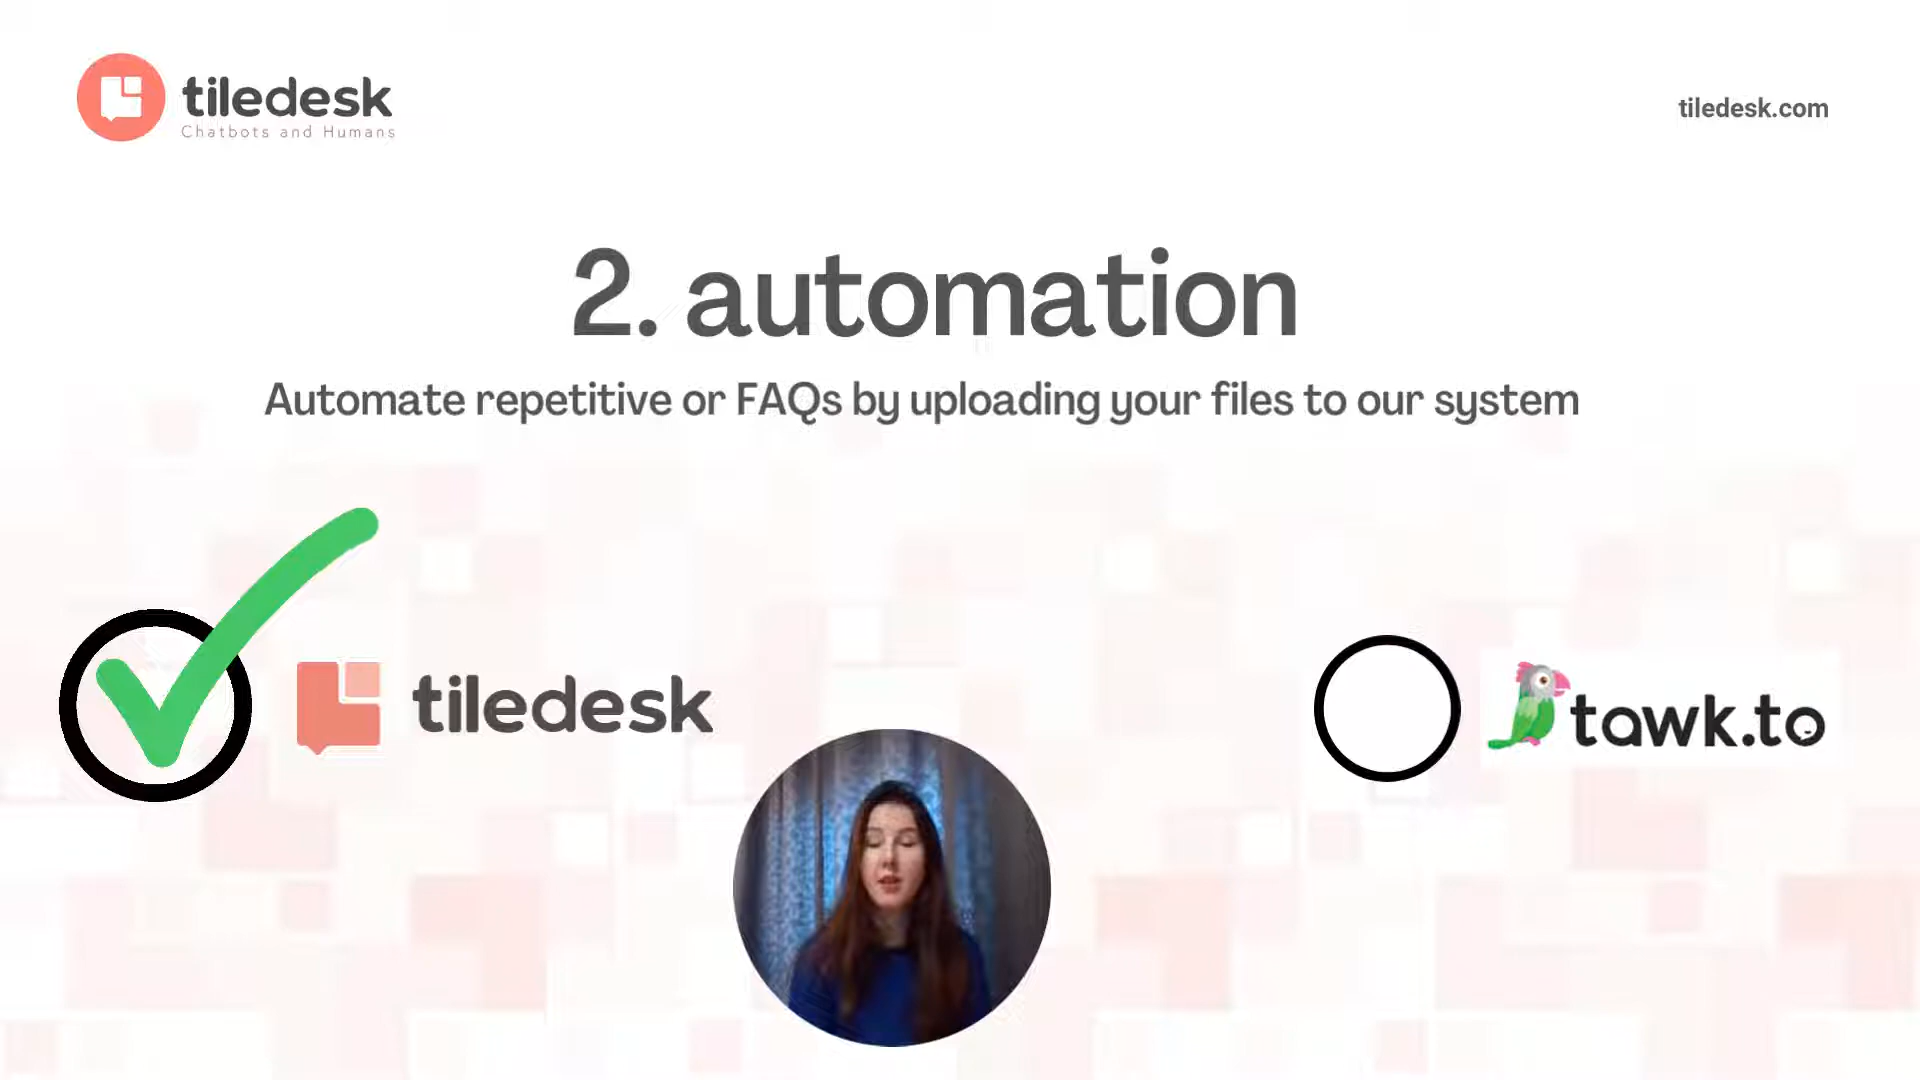 tiledesk
Chatbots and Humans
tiledesk.com
2. automation
Automate repetitive or FAQs by uploading your files to our system
tiledesk
tawk.to